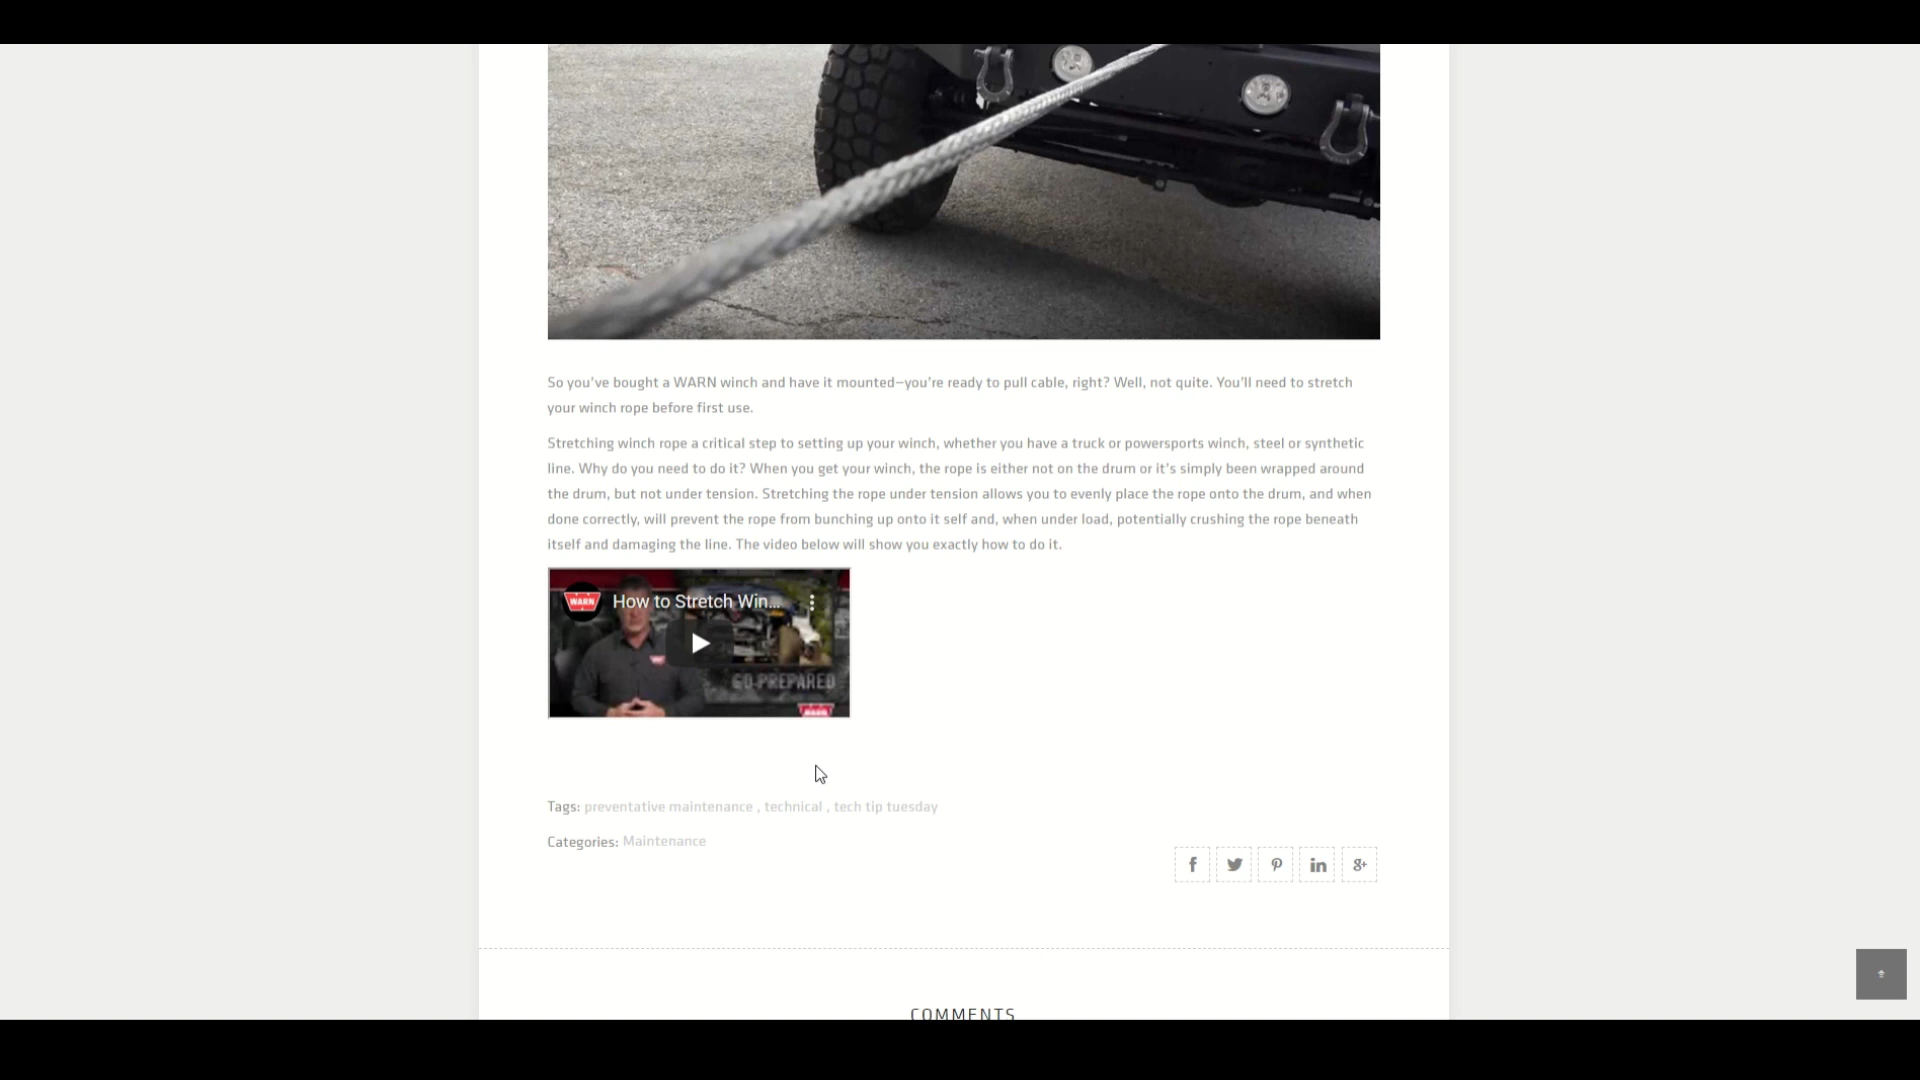 So you've bought a WARN winch and have it mounted–you're ready to pull cable, right? Well, not quite. You'll need to stretch
your winch rope before first use.
Stretching winch rope a critical step to setting up your winch, whether you have a truck or powersports winch, steel or synthetic
line. Why do you need to do it? When you get your winch, the rope is either not on the drum or it's simply been wrapped around
the drum, but not under tension. Stretching the rope under tension allows you to evenly place the rope onto the drum, and when
done correctly, will prevent the rope from bunching up onto it self and, when under load, potentially crushing the rope beneath
itself and damaging the line. The video below will show you exactly how to do it.
WARN How to Stretch Win...
GO PREPARED
WARN
Tags: preventative maintenance , technical , tech tip tuesday
Categories: Maintenance
f in g+
COMMENTS